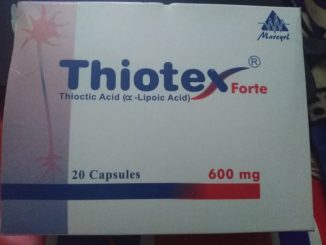 Marcyrl
Thiotex®
Forte
Thioctic Acid (α-Lipoic Acid)
20 Capsules
600 mg